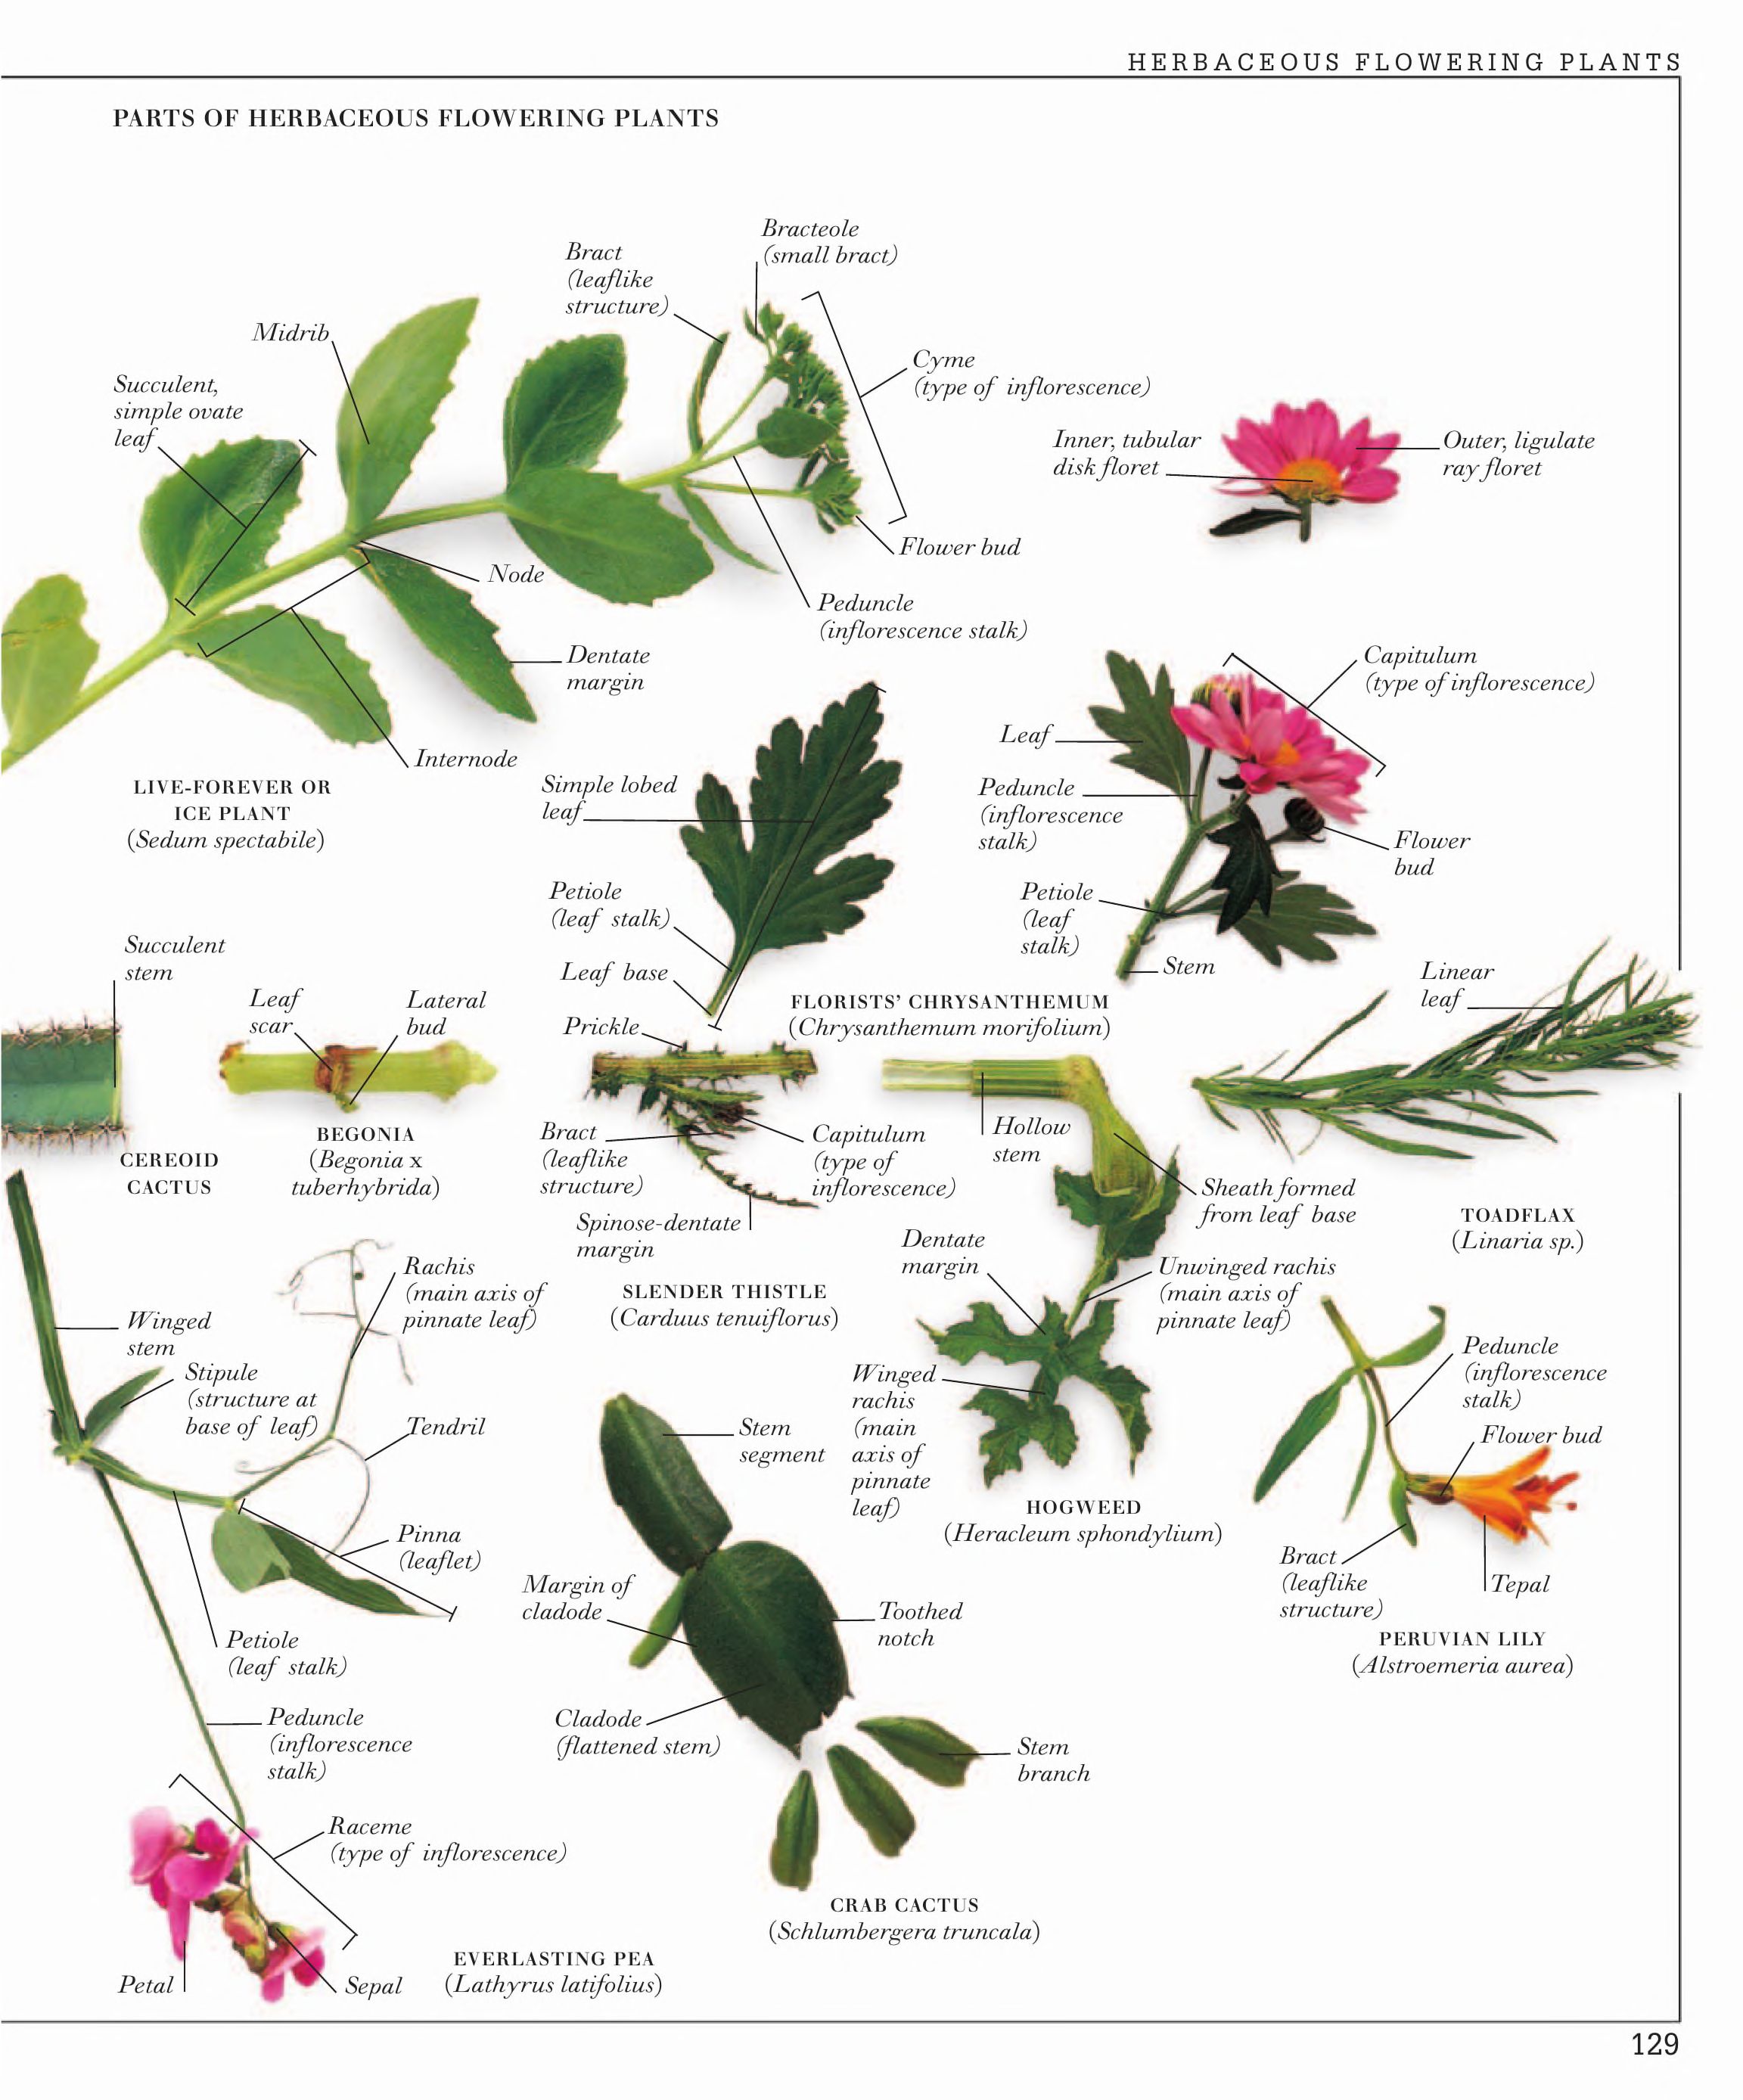 HERBACEOUS FLOWERING PLANTS
PARTS OF HERBACEOUS FLOWERING PLANTS
Bracteole
(small bract)
Bract
(leaflike
structure)
Midrib
Succulent,
simple ovate
leaf
Cyme
(type of inflorescence)
Inner, tubular
disk floret
Outer, ligulate
ray floret
Flower bud
Node
Peduncle
(inflorescence stalk)
Dentate
margin
Internode
LIVE-FOREVER OR
ICE PLANT
(Sedum spectabile)
Capitulum
(type of inflorescence)
Leaf
Peduncle
(inflorescence
stalk)
Flower
bud
Petiole
(leaf
stalk)
Stem
Simple lobed
leaf
Petiole
(leaf stalk)
Leaf base
FLORISTS' CHRYSANTHEMUM
(Chrysanthemum morifolium)
Succulent
stem
CEREOID
CACTUS
Leaf
scar
Lateral
bud
BEGONIA
(Begonia x
tuberhybrida)
Prickle
Bract
(leaflike
structure)
Capitulum
(type of
inflorescence)
Spinose-dentate
margin
SLENDER THISTLE
(Carduus tenuiflorus)
Hollow
stem
Sheath formed
from leaf base
Dentate
margin
Unwinged rachis
(main axis of
pinnate leaf)
Winged
rachis
(main
axis of
pinnate
leaf)
HOGWEED
(Heracleum sphondylium)
Linear
leaf
TOADFLAX
(Linaria sp.)
Rachis
(main axis of
pinnate leaf)
Winged
stem
Stipule
(structure at
base of leaf)
Tendril
Pinna
(leaflet)
Petiole
(leaf stalk)
Peduncle
(inflorescence
stalk)
Raceme
(type of inflorescence)
Petal
Sepal
EVERLASTING PEA
(Lathyrus latifolius)
Stem
segment
Margin of
cladode
Toothed
notch
Cladode
(flattened stem)
Stem
branch
CRAB CACTUS
(Schlumbergera truncala)
Peduncle
(inflorescence
stalk)
Flower bud
Bract
(leaflike
structure)
Tepal
PERUVIAN LILY
(Alstroemeria aurea)
129